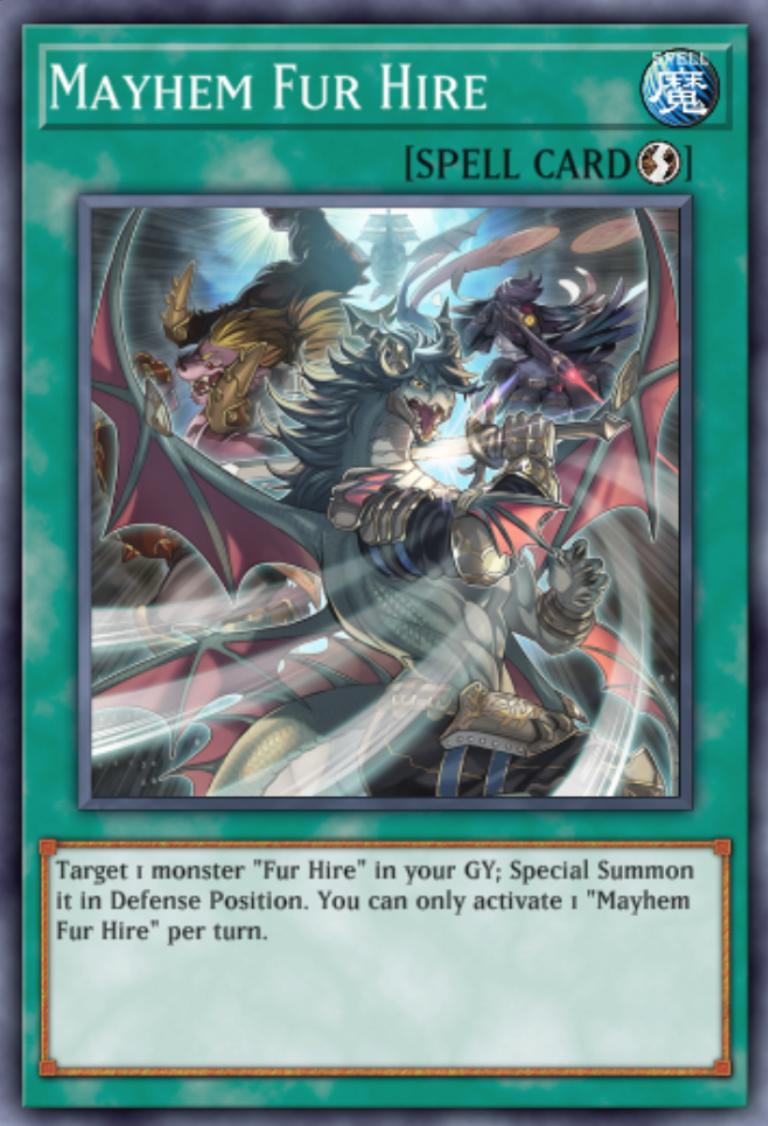 MAYHEM FUR HIRE
SPELL
魔
[SPELL CARD]
Target 1 monster "Fur Hire" in your GY; Special Summon
it in Defense Position. You can only activate 1 "Mayhem
Fur Hire" per turn.